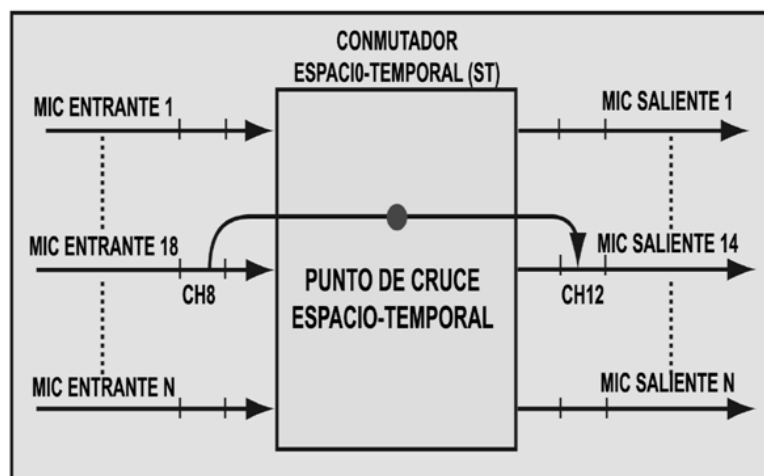 CONMUTADOR
ESPACI0-TEMPORAL (ST)
MIC ENTRANTE 1
MIC SALIENTE 1
MIC ENTRANTE 18
MIC SALIENTE 14
CH8
PUNTO DE CRUCE
CH12
ESPACIO-TEMPORAL
MIC ENTRANTE N
MIC SALIENTE N